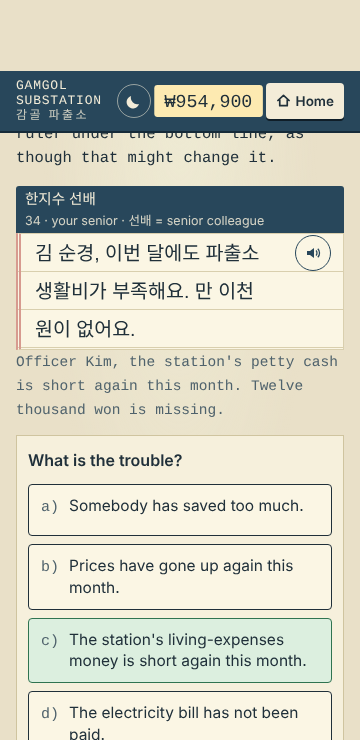 GAMGOL
SUBSTATION
감골 파출소
₩954,900
Home
ruler under the bottom line, as
though that might change it.
한지수 선배
34 · your senior · 선배 = senior colleague
김 순경, 이번 달에도 파출소
생활비가 부족해요. 만 이천
원이 없어요.
Officer Kim, the station's petty cash
is short again this month. Twelve
thousand won is missing.
What is the trouble?
a) Somebody has saved too much.
b) Prices have gone up again this
month.
c) The station's living-expenses
money is short again this month.
d) The electricity bill has not been
paid.